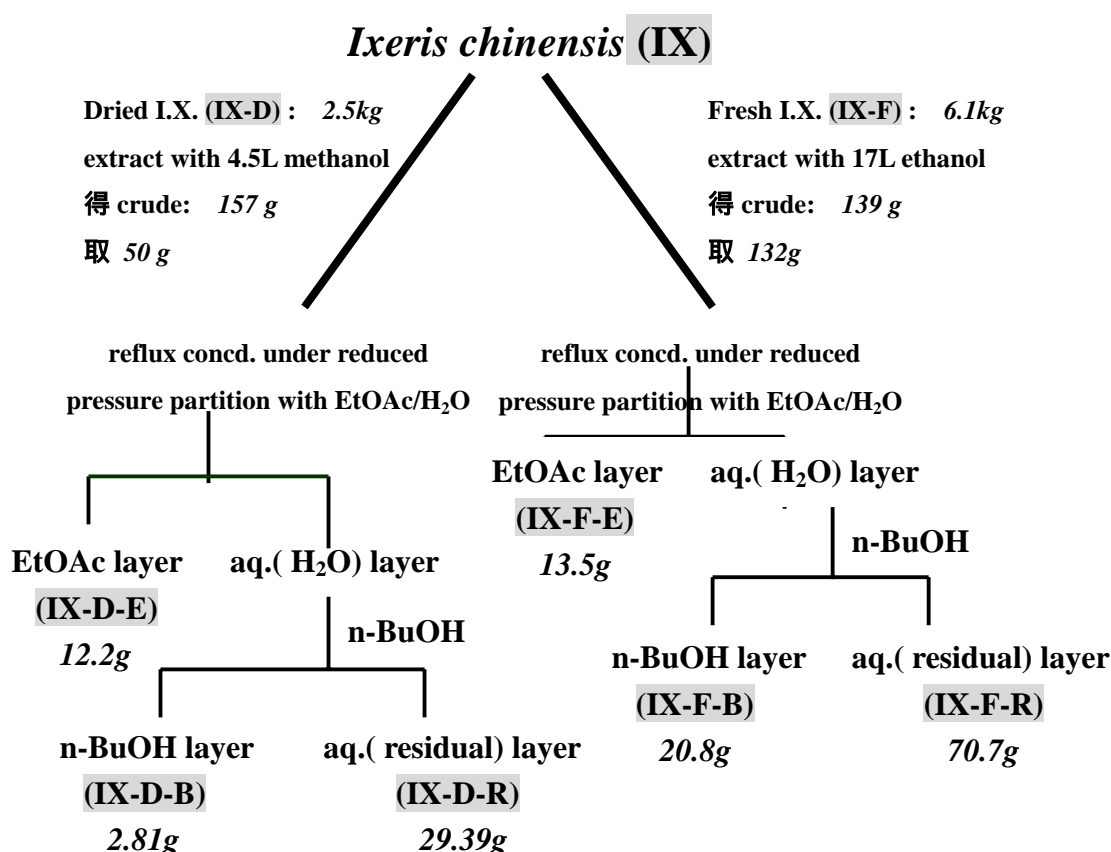 Ixeris chinensis (IX)
Dried I.X. (IX-D) : 2.5kg
extract with 4.5L methanol
得 crude: 157 g
取 50 g
Fresh I.X. (IX-F) : 6.1kg
extract with 17L ethanol
得 crude: 139 g
取 132g
reflux concd. under reduced
pressure partition with EtOAc/H₂O
reflux concd. under reduced
pressure partition with EtOAc/H₂O
EtOAc layer
(IX-D-E)
12.2g
aq.( H₂O) layer
n-BuOH
n-BuOH layer
(IX-D-B)
2.81g
aq.( residual) layer
(IX-D-R)
29.39g
EtOAc layer
(IX-F-E)
13.5g
aq.( H₂O) layer
n-BuOH
n-BuOH layer
(IX-F-B)
20.8g
aq.( residual) layer
(IX-F-R)
70.7g